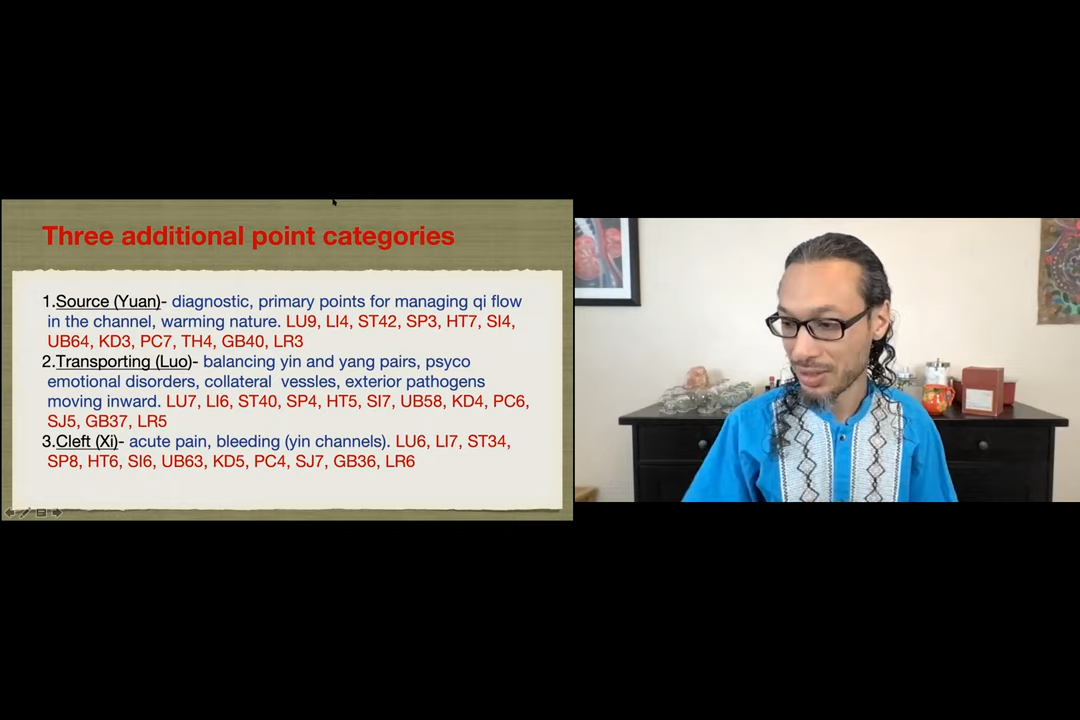 Three additional point categories
1.Source (Yuan)- diagnostic, primary points for managing qi flow
in the channel, warming nature. LU9, LI4, ST42, SP3, HT7, SI4,
UB64, KD3, PC7, TH4, GB40, LR3
2.Transporting (Luo)- balancing yin and yang pairs, psyco
emotional disorders, collateral vessles, exterior pathogens
moving inward. LU7, LI6, ST40, SP4, HT5, SI7, UB58, KD4, PC6,
SJ5, GB37, LR5
3.Cleft (Xi)- acute pain, bleeding (yin channels). LU6, LI7, ST34,
SP8, HT6, SI6, UB63, KD5, PC4, SJ7, GB36, LR6